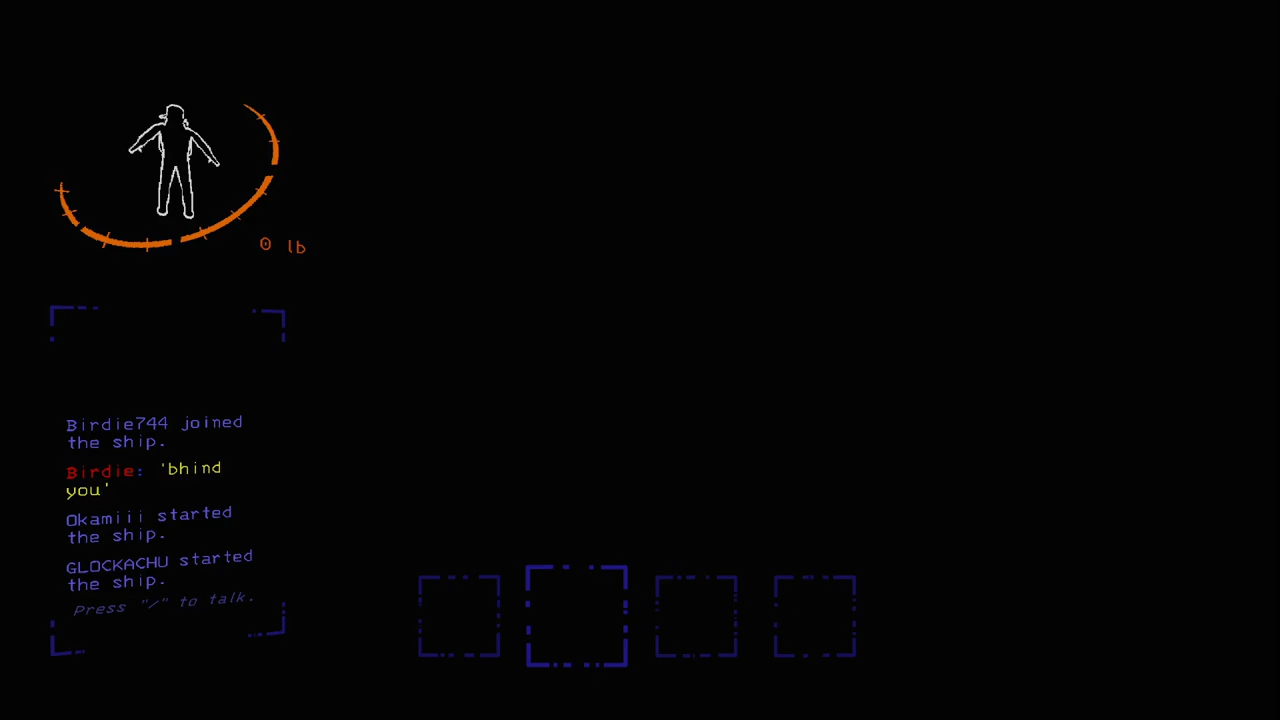 0 lb
Birdie744 joined
the ship.
Birdie: 'bhind
you'
Okamiii started
the ship.
GLOCKACHU started
the ship.
Press "/" to talk.